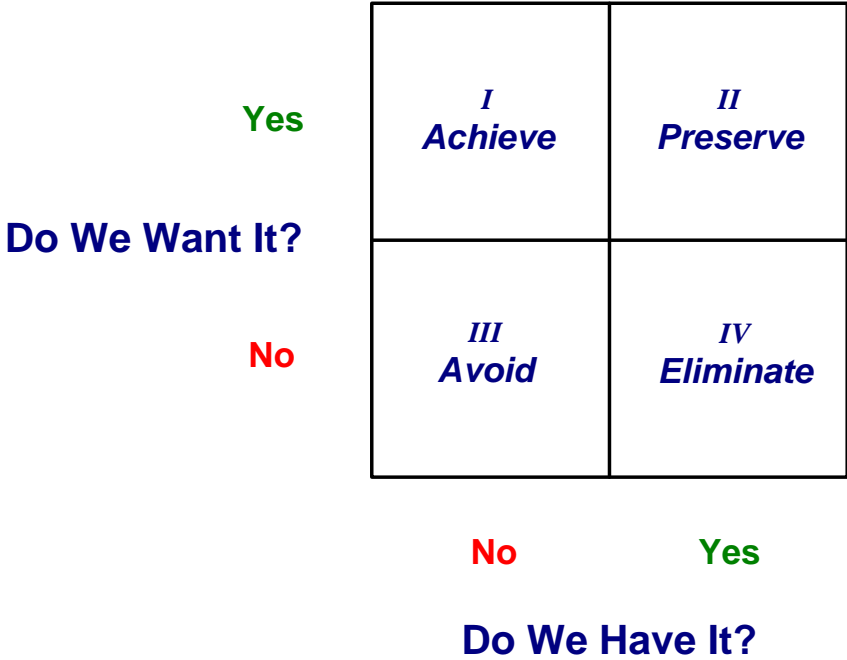 Yes
I
Achieve
II
Preserve
Do We Want It?
No
III
Avoid
IV
Eliminate
No
Yes
Do We Have It?